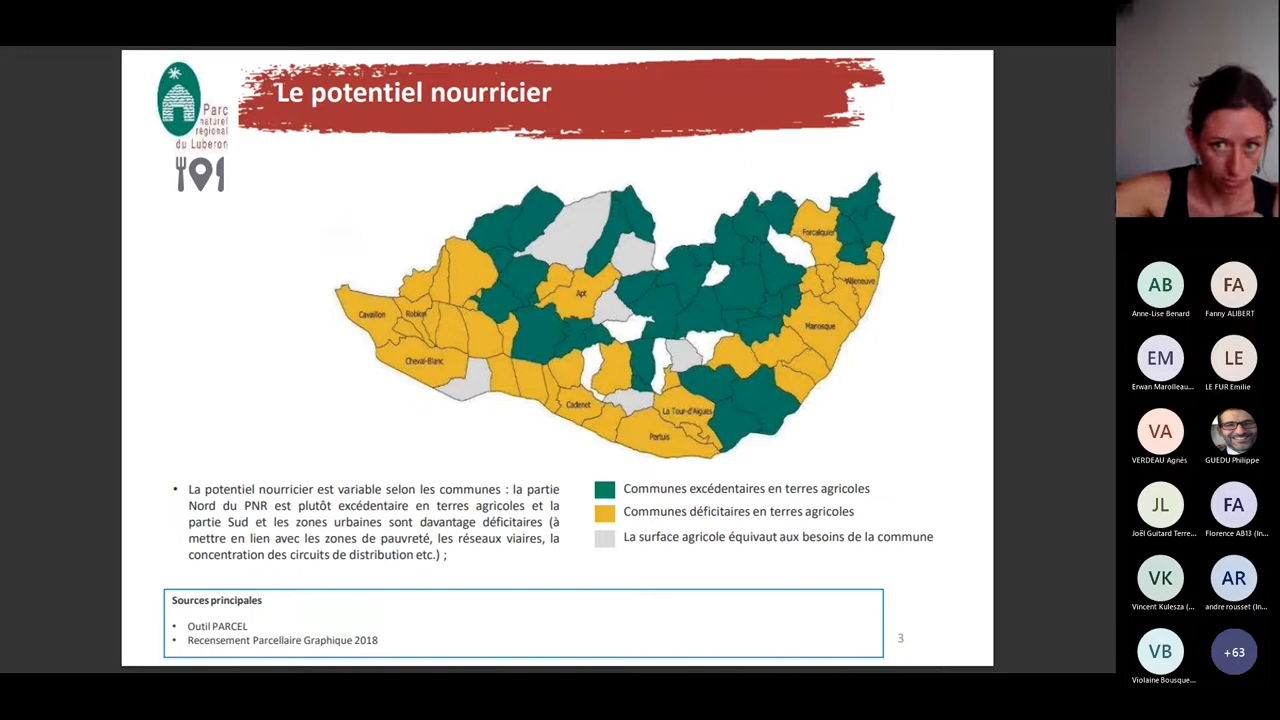 Le potentiel nourricier
Parc
naturel
régional
du Luberon
Forcalquier
Villeneuve
Apt
Cavaillon
Robion
Manosque
Cheval-Blanc
Cadenet
La Tour-d'Aigues
Pertuis
• La potentiel nourricier est variable selon les communes : la partie
Nord du PNR est plutôt excédentaire en terres agricoles et la
partie Sud et les zones urbaines sont davantage déficitaires (à
mettre en lien avec les zones de pauvreté, les réseaux viaires, la
concentration des circuits de distribution etc.) ;
Communes excédentaires en terres agricoles
Communes déficitaires en terres agricoles
La surface agricole équivaut aux besoins de la commune
Sources principales
• Outil PARCEL
• Recensement Parcellaire Graphique 2018
3
AB
Anne-Lise Benard
FA
Fanny ALIBERT
EM
Erwan Marolleau...
LE
LE FUR Emilie
VA
VERDEAU Agnès
GUEDU Philippe
JL
Joël Guitard Terre...
FA
Florence AB13 (In...
VK
Vincent Kulesza (...
AR
andre rousset (In...
VB
Violaine Bousque...
+63